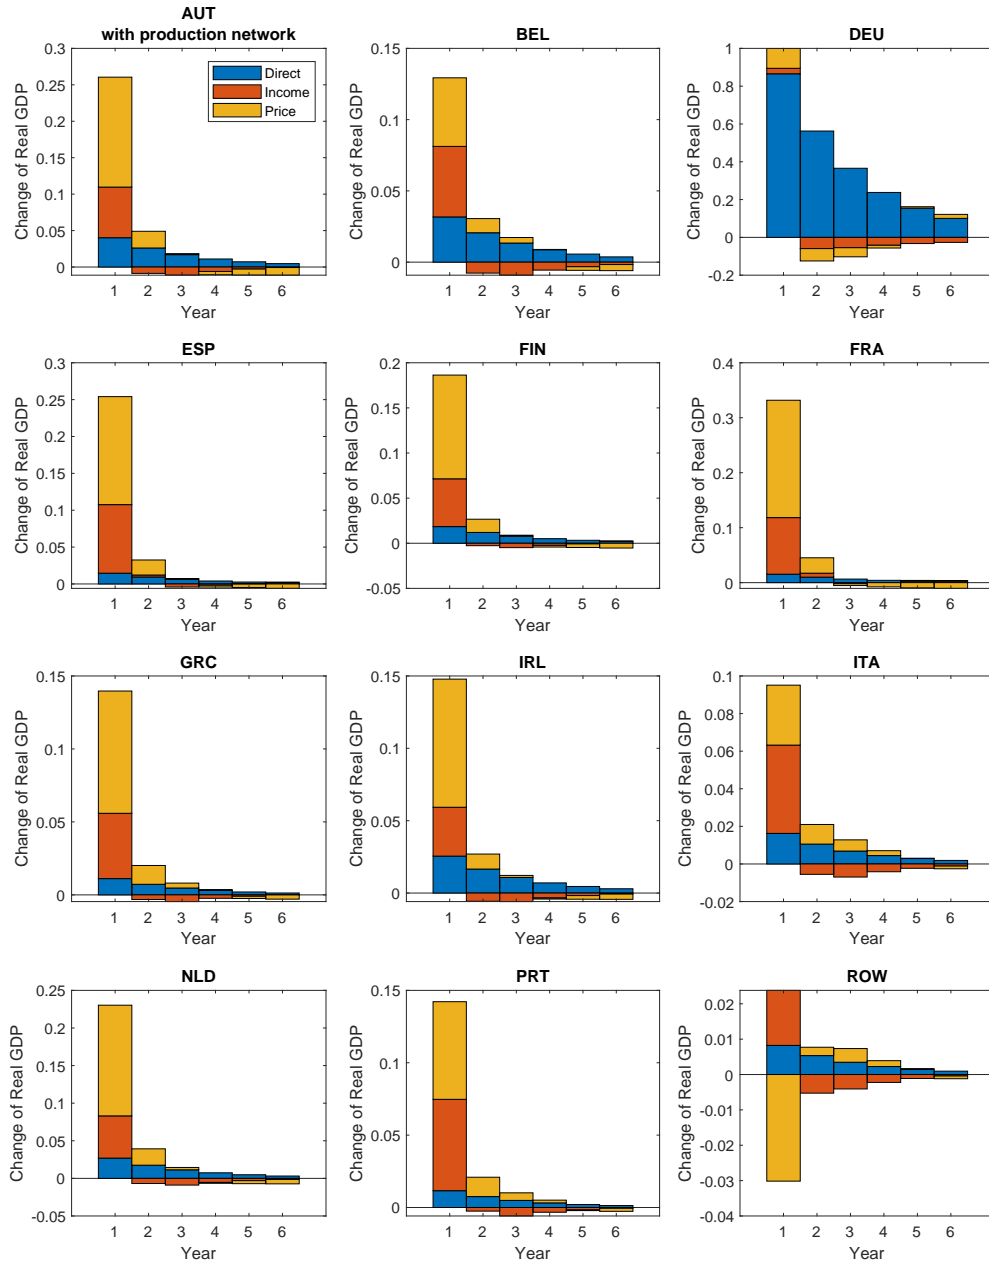 AUT
with production network
0.3
0.25
0.2
0.15
0.1
0.05
0
Change of Real GDP
Direct
Income
Price
1 2 3 4 5 6
Year
BEL
0.15
0.1
0.05
0
Change of Real GDP
1 2 3 4 5 6
Year
DEU
1
0.8
0.6
0.4
0.2
0
-0.2
Change of Real GDP
1 2 3 4 5 6
Year
ESP
0.3
0.25
0.2
0.15
0.1
0.05
0
Change of Real GDP
1 2 3 4 5 6
Year
FIN
0.2
0.15
0.1
0.05
0
-0.05
Change of Real GDP
1 2 3 4 5 6
Year
FRA
0.4
0.3
0.2
0.1
0
Change of Real GDP
1 2 3 4 5 6
Year
GRC
0.15
0.1
0.05
0
Change of Real GDP
1 2 3 4 5 6
Year
IRL
0.15
0.1
0.05
0
Change of Real GDP
1 2 3 4 5 6
Year
ITA
0.1
0.08
0.06
0.04
0.02
0
-0.02
Change of Real GDP
1 2 3 4 5 6
Year
NLD
0.25
0.2
0.15
0.1
0.05
0
-0.05
Change of Real GDP
1 2 3 4 5 6
Year
PRT
0.15
0.1
0.05
0
Change of Real GDP
1 2 3 4 5 6
Year
ROW
0.02
0.01
0
-0.01
-0.02
-0.03
-0.04
Change of Real GDP
1 2 3 4 5 6
Year